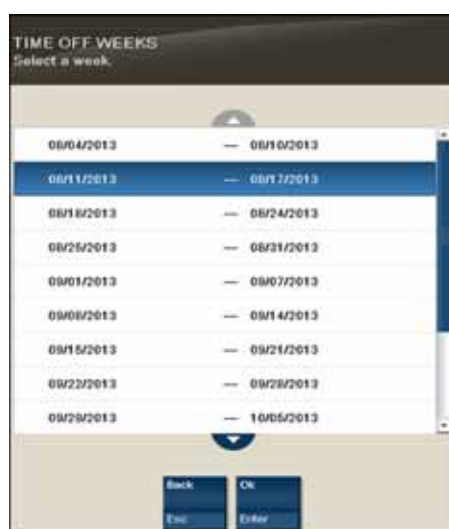 TIME OFF WEEKS
Select a week.
08/04/2013 — 08/10/2013
08/11/2013 — 08/17/2013
08/18/2013 — 08/24/2013
08/25/2013 — 08/31/2013
09/01/2013 — 09/07/2013
09/08/2013 — 09/14/2013
09/15/2013 — 09/21/2013
09/22/2013 — 09/28/2013
09/29/2013 — 10/05/2013
Back Ok
Esc Enter